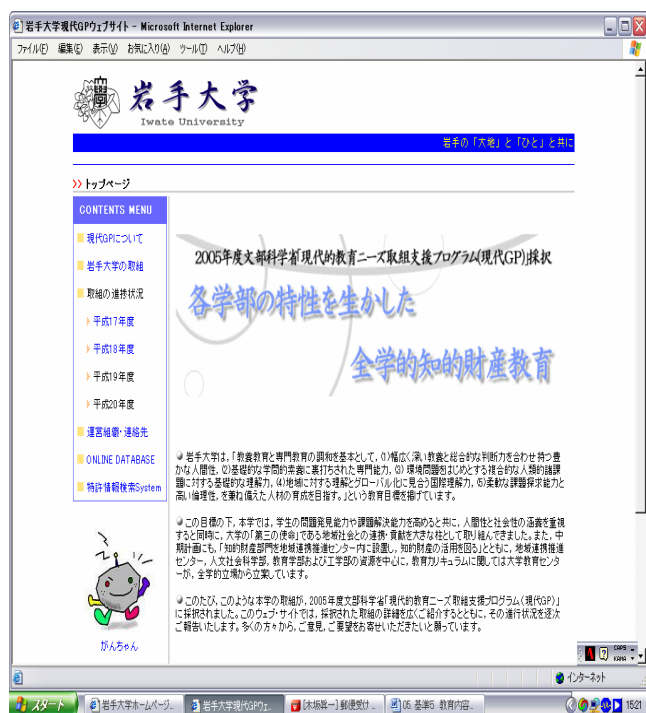 岩手大学現代GPウェブサイト - Microsoft Internet Explorer
ファイル(F) 編集(E) 表示(V) お気に入り(A) ツール(T) ヘルプ(H)
岩手大学
Iwate University
岩手の「大地」と「ひと」と共に
>> トップページ
CONTENTS MENU
現代GPについて
岩手大学の取組
取組の進捗状況
平成17年度
平成18年度
平成19年度
平成20年度
運営組織・連絡先
ONLINE DATABASE
特許情報検索System
がんちゃん
2005年度文部科学省「現代的教育ニーズ取組支援プログラム(現代GP)」採択
各学部の特性を生かした
全学的知的財産教育
岩手大学は,「教養教育と専門教育の調和を基本として, (1)幅広く深い教養と総合的な判断力を合わせ持つ豊
かな人間性, (2)基礎的な学問的素養に裏打ちされた専門能力, (3) 環境問題をはじめとする複合的な人類的諸課
題に対する基礎的な理解力, (4)地域に対する理解とグローバル化に見合う国際理解力, (5)柔軟な課題探求能力と
高い倫理性, を兼ね備えた人材の育成を目指す。」という教育目標を掲げています。
この目標の下, 本学では, 学生の問題発見能力や課題解決能力を高めると共に, 人間性と社会性の涵養を重視
すると同時に, 大学の「第三の使命」である地域社会との連携・貢献を大きな柱として取り組んできました。また, 中
期計画にも, 「知的財産部門を地域連携推進センター内に設置し, 知的財産の活用を図る」とともに, 地域連携推進
センター, 人文社会科学部, 教育学部および工学部の資源を中心に, 教育カリキュラムに関しては大学教育センタ
ーが, 全学的立場から立案しています。
このたび, このような本学の取組が, 2005年度文部科学省「現代的教育ニーズ取組支援プログラム(現代GP)」
に採択されました。このウェブ・サイトでは, 採択された取組の詳細を広くご紹介するとともに, その進行状況を逐次
ご報告いたします。多くの方々から, ご意見, ご要望をお寄せいただきたいと願っています。
A CAPS
KANA
インターネット
スタート 岩手大学ホームページ... 岩手大学現代GPウェ... 【木坂眞一】郵便受け... 05. 基準5 教育内容... 15:21